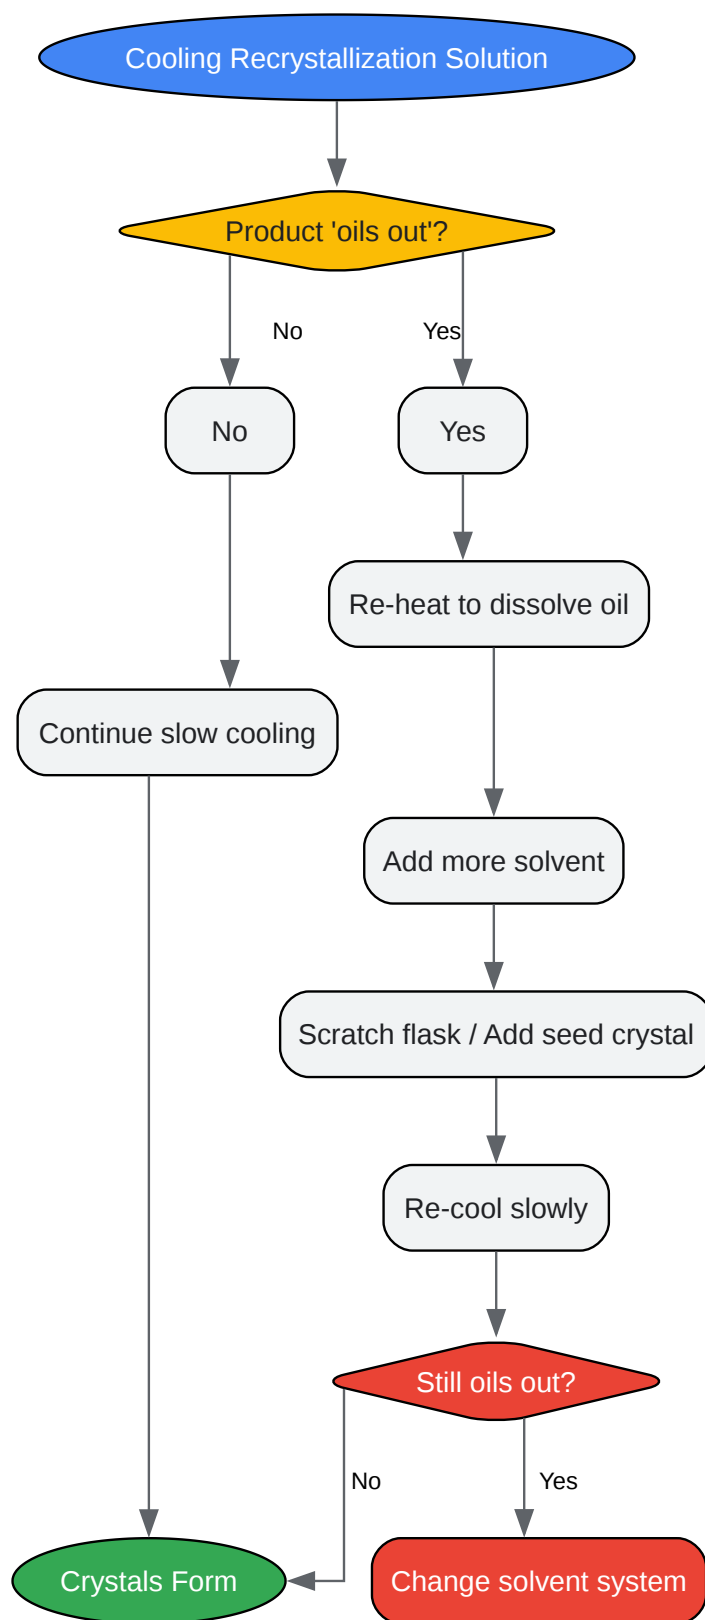 Cooling Recrystallization Solution
Product 'oils out'?
No
Yes
No
Yes
Re-heat to dissolve oil
Continue slow cooling
Add more solvent
Scratch flask / Add seed crystal
Re-cool slowly
Still oils out?
No
Yes
Crystals Form
Change solvent system